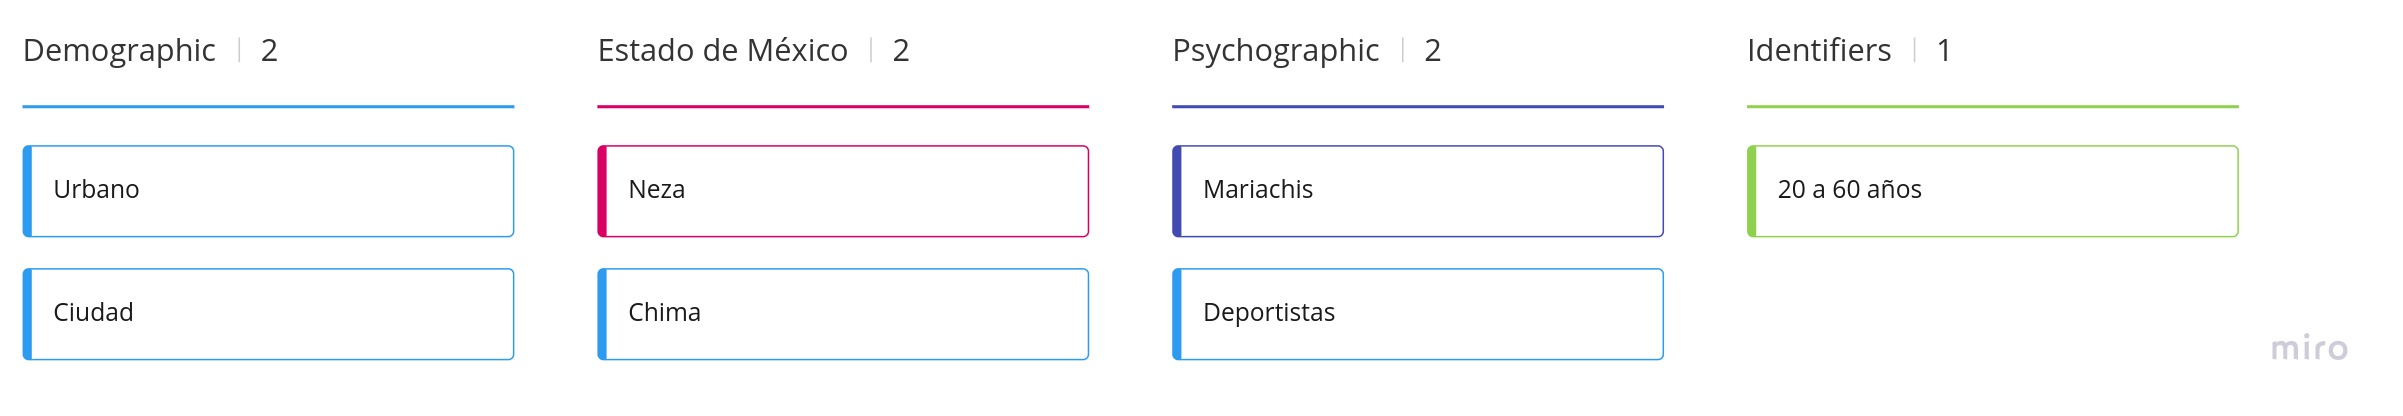 Demographic | 2
Estado de México | 2
Psychographic | 2
Identifiers | 1
Urbano
Neza
Mariachis
20 a 60 años
Ciudad
Chima
Deportistas
miro